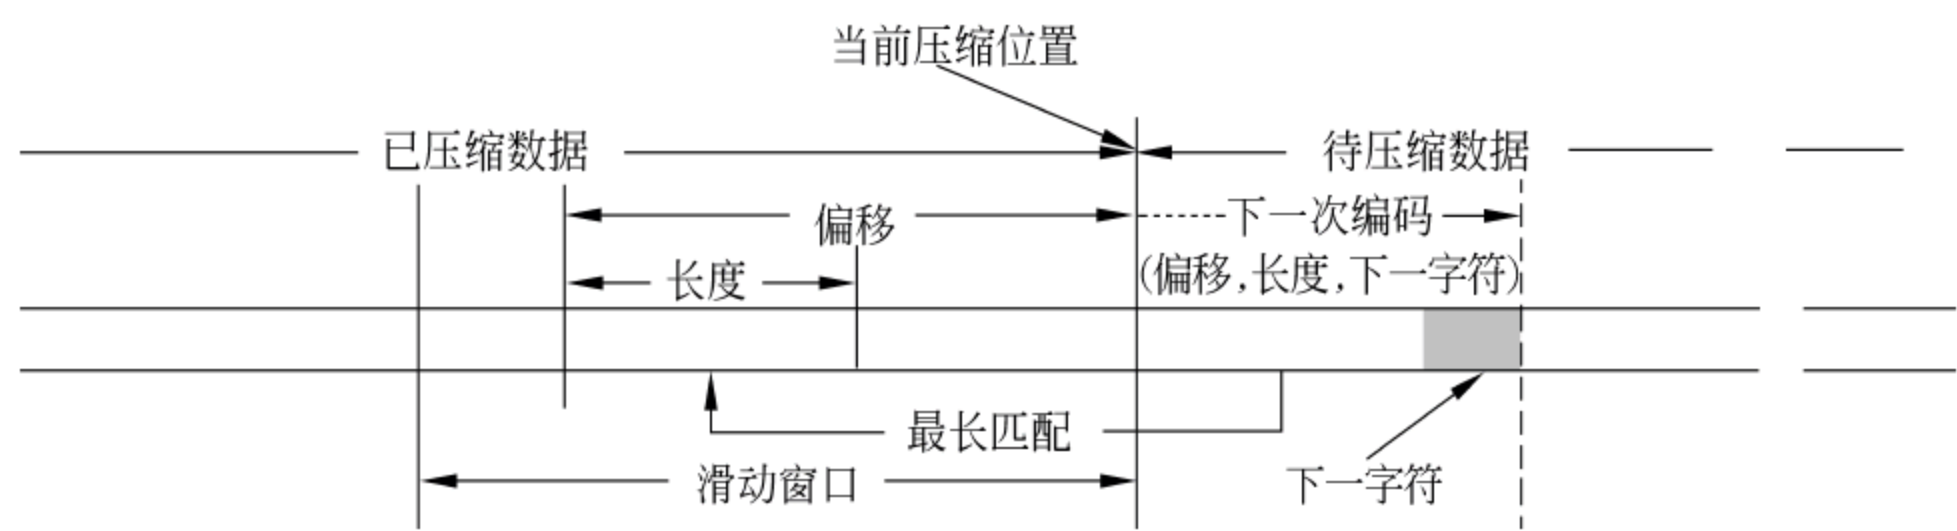 当前压缩位置
已压缩数据
待压缩数据
偏移
下一次编码
长度
(偏移,长度,下一字符)
最长匹配
滑动窗口
下一字符